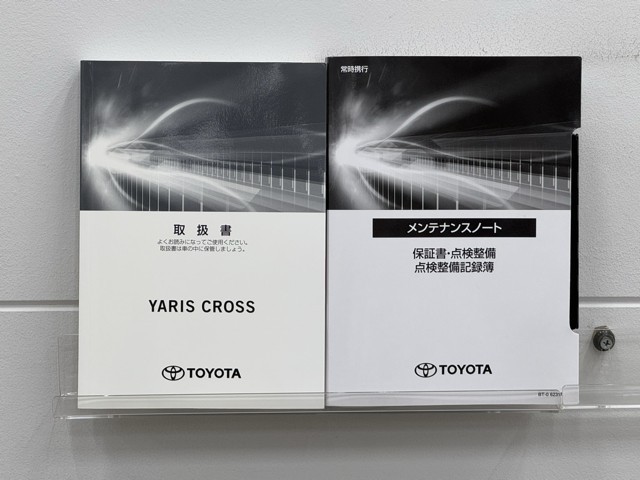 取扱書
よくお読みになってご使用ください。
取扱書は車の中に保管しましょう。
YARIS CROSS
TOYOTA
常時携行
メンテナンスノート
保証書・点検整備
点検整備記録簿
TOYOTA